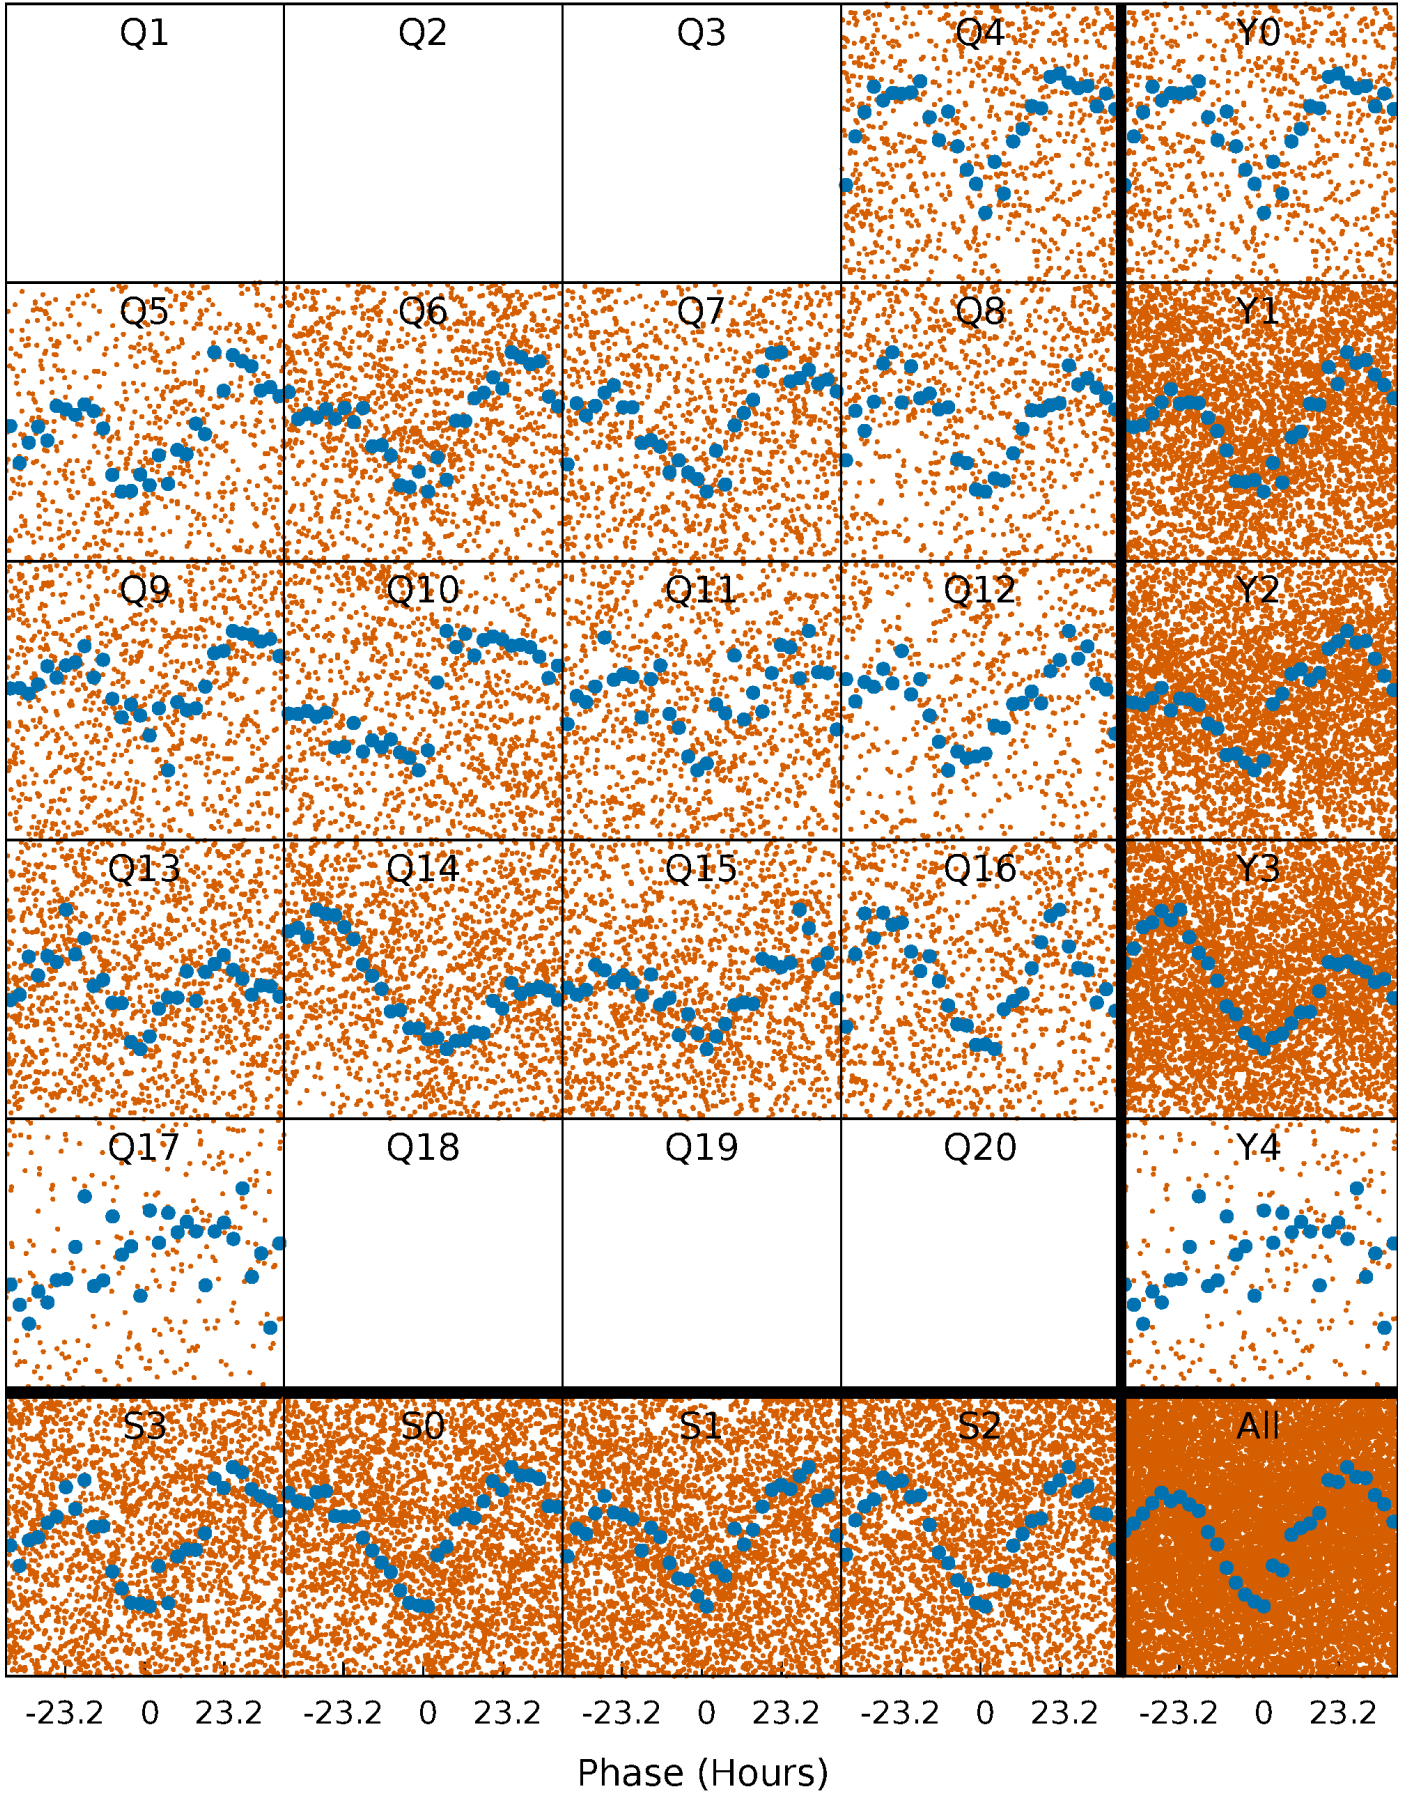 Q1 Q2 Q3 Q4 Y0
Q5 Q6 Q7 Q8 Y1
Q9 Q10 Q11 Q12 Y2
Q13 Q14 Q15 Q16 Y3
Q17 Q18 Q19 Q20 Y4
S3 S0 S1 S2 All
-23.2 0 23.2 -23.2 0 23.2 -23.2 0 23.2 -23.2 0 23.2 -23.2 0 23.2
Phase (Hours)